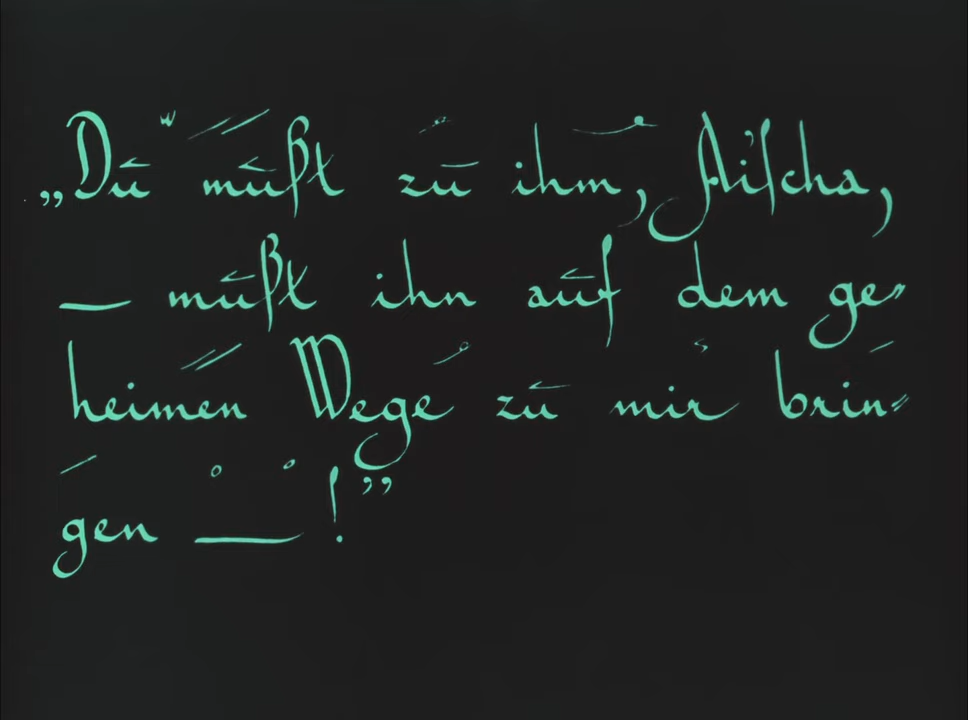 „Du mußt zu ihm, Aiſcha,
— mußt ihn auf dem ge-
heimen Wege zu mir brin-
gen — !”